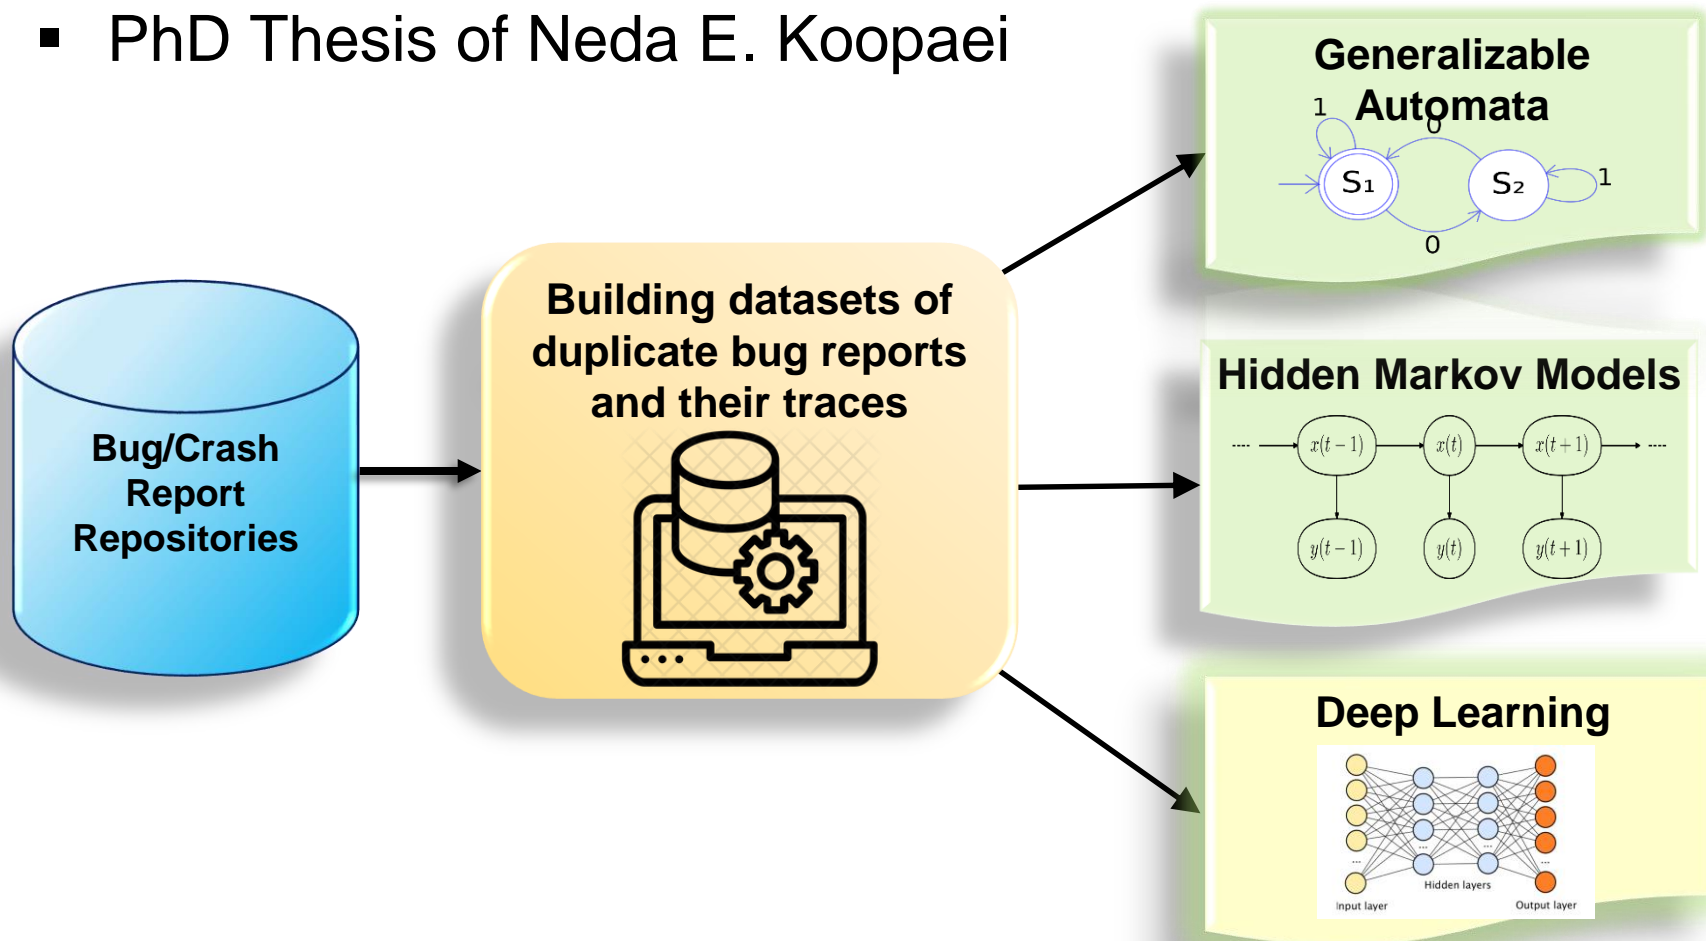 ▪ PhD Thesis of Neda E. Koopaei
Bug/Crash
Report
Repositories
Building datasets of
duplicate bug reports
and their traces
Generalizable
Automata
1
0
S₁
S₂
1
0
Hidden Markov Models
x(t − 1)
x(t)
x(t + 1)
y(t − 1)
y(t)
y(t + 1)
Deep Learning
...
...
...
...
Hidden layers
Input layer
Output layer